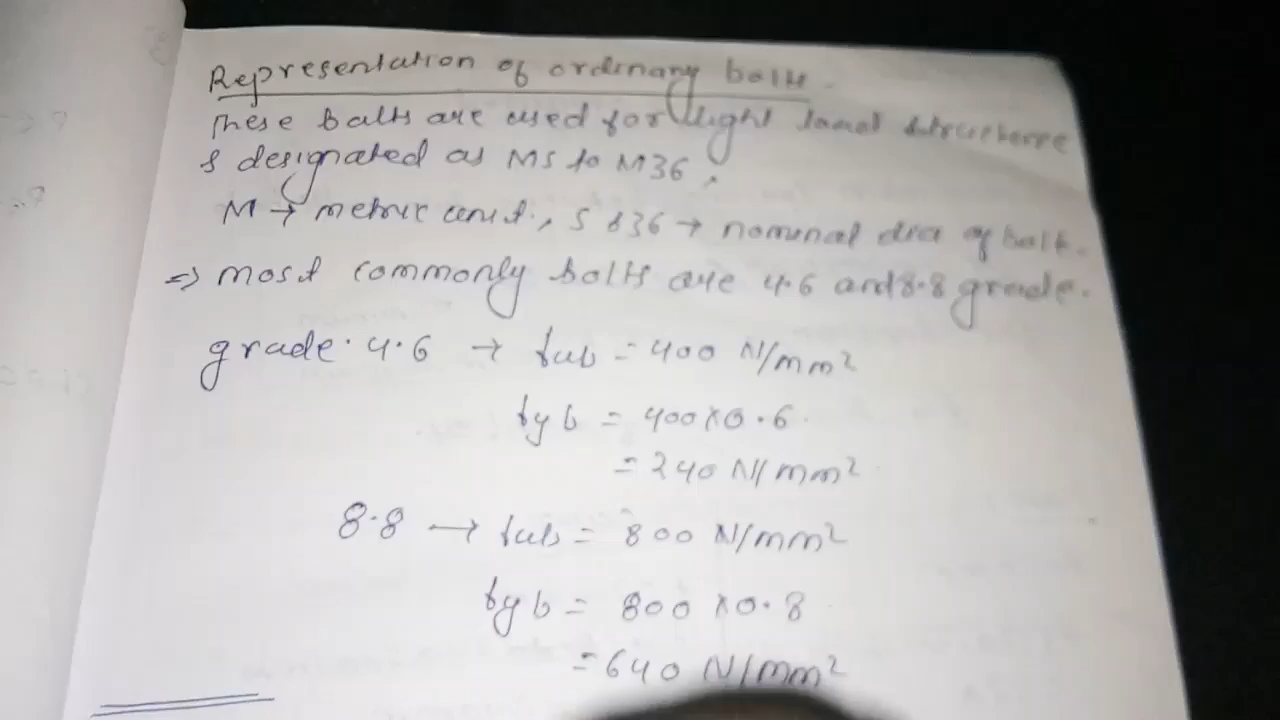 Representation of ordinary bolts.
These bolts are used for light load structure
& designated as M5 to M36.
M → metric unit, 5 & 36 → nominal dia of bolt.
⇒ most commonly bolts are 4.6 and 8.8 grade.
grade 4.6 → fub = 400 N/mm²
fyb = 400 x 0.6
= 240 N/mm²
8.8 → fub = 800 N/mm²
fyb = 800 x 0.8
= 640 N/mm²